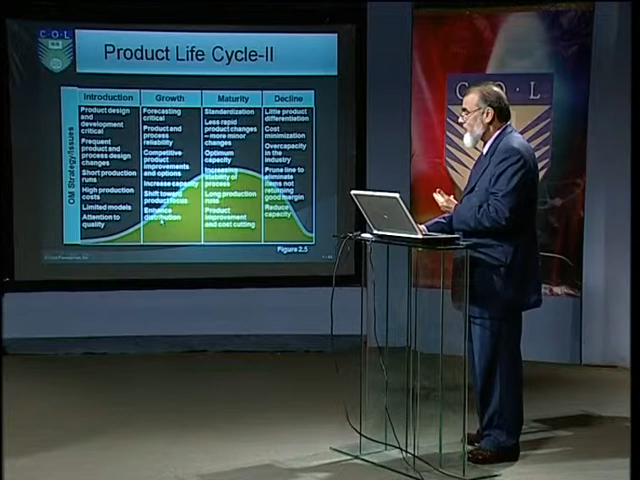 C·O·L
Product Life Cycle-II
Introduction
Growth
Maturity
Decline
OM Strategy/Issues
Product design
and
development
critical
Frequent
product and
process design
changes
Short production
runs
High production
costs
Limited models
Attention to
quality
Forecasting
critical
Product and
process
reliability
Competitive
product
improvements
and options
Increase capacity
Shift toward
product focus
Enhance
distribution
Standardization
Less rapid
product changes
– more minor
changes
Optimum
capacity
Increasing
stability of
process
Long production
runs
Product
improvement
and cost cutting
Little product
differentiation
Cost
minimization
Overcapacity
in the
industry
Prune line to
eliminate
items not
returning
good margin
Reduce
capacity
Figure 2.5
C·O·L